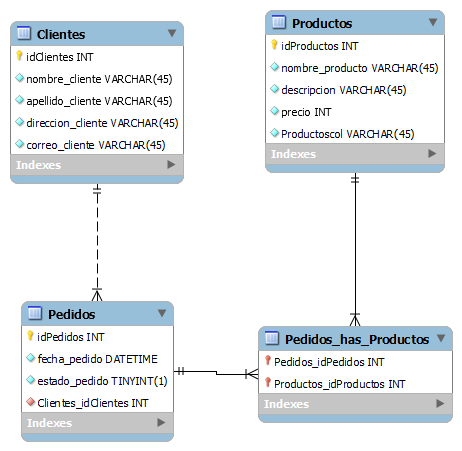 Clientes
idClientes INT
nombre_cliente VARCHAR(45)
apellido_cliente VARCHAR(45)
direccion_cliente VARCHAR(45)
correo_cliente VARCHAR(45)
Indexes
Productos
idProductos INT
nombre_producto VARCHAR(45)
descripcion VARCHAR(45)
precio INT
Productoscol VARCHAR(45)
Indexes
Pedidos
idPedidos INT
fecha_pedido DATETIME
estado_pedido TINYINT(1)
Clientes_idClientes INT
Indexes
Pedidos_has_Productos
Pedidos_idPedidos INT
Productos_idProductos INT
Indexes